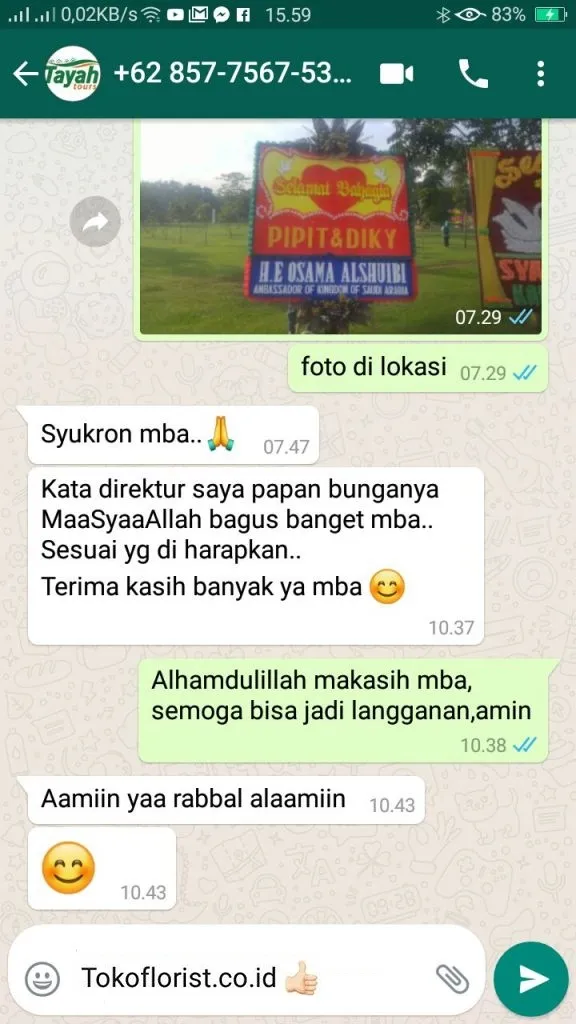 0,02KB/s 15.59 83%
Tayah
tours
+62 857-7567-53...
Selamat Bahagia
PIPIT&DIKY
H.E OSAMA ALSHUIBI
AMBASSADOR OF KINGDOM OF SAUDI ARABIA
07.29
foto di lokasi 07.29
Syukron mba..🙏 07.47
Kata direktur saya papan bunganya
MaaSyaaAllah bagus banget mba..
Sesuai yg di harapkan..
Terima kasih banyak ya mba 😊
10.37
Alhamdulillah makasih mba,
semoga bisa jadi langganan,amin
10.38
Aamiin yaa rabbal alaamiin 10.43
😊 10.43
Tokoflorist.co.id 👍🏻